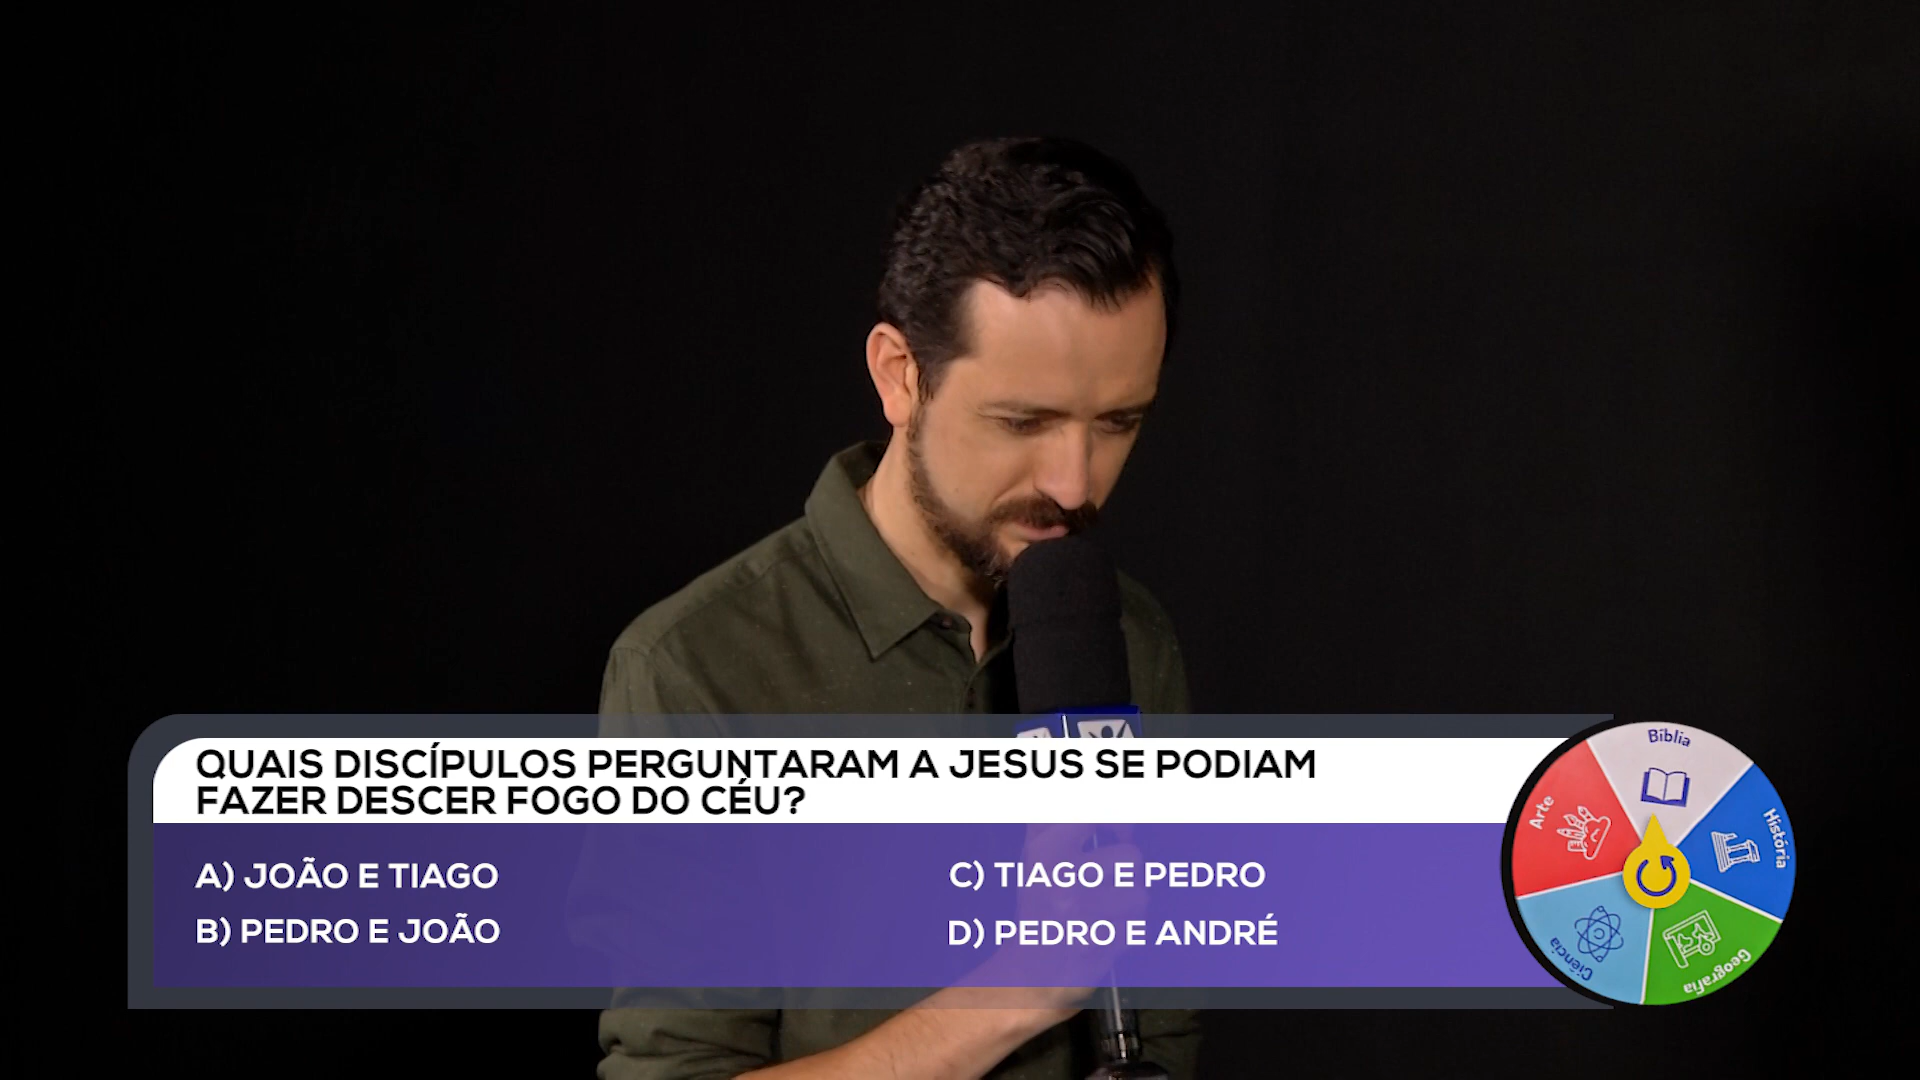 QUAIS DISCÍPULOS PERGUNTARAM A JESUS SE PODIAM
FAZER DESCER FOGO DO CÉU?
A) JOÃO E TIAGO
B) PEDRO E JOÃO
C) TIAGO E PEDRO
D) PEDRO E ANDRÉ
Bíblia
História
Geografia
Ciência
Arte